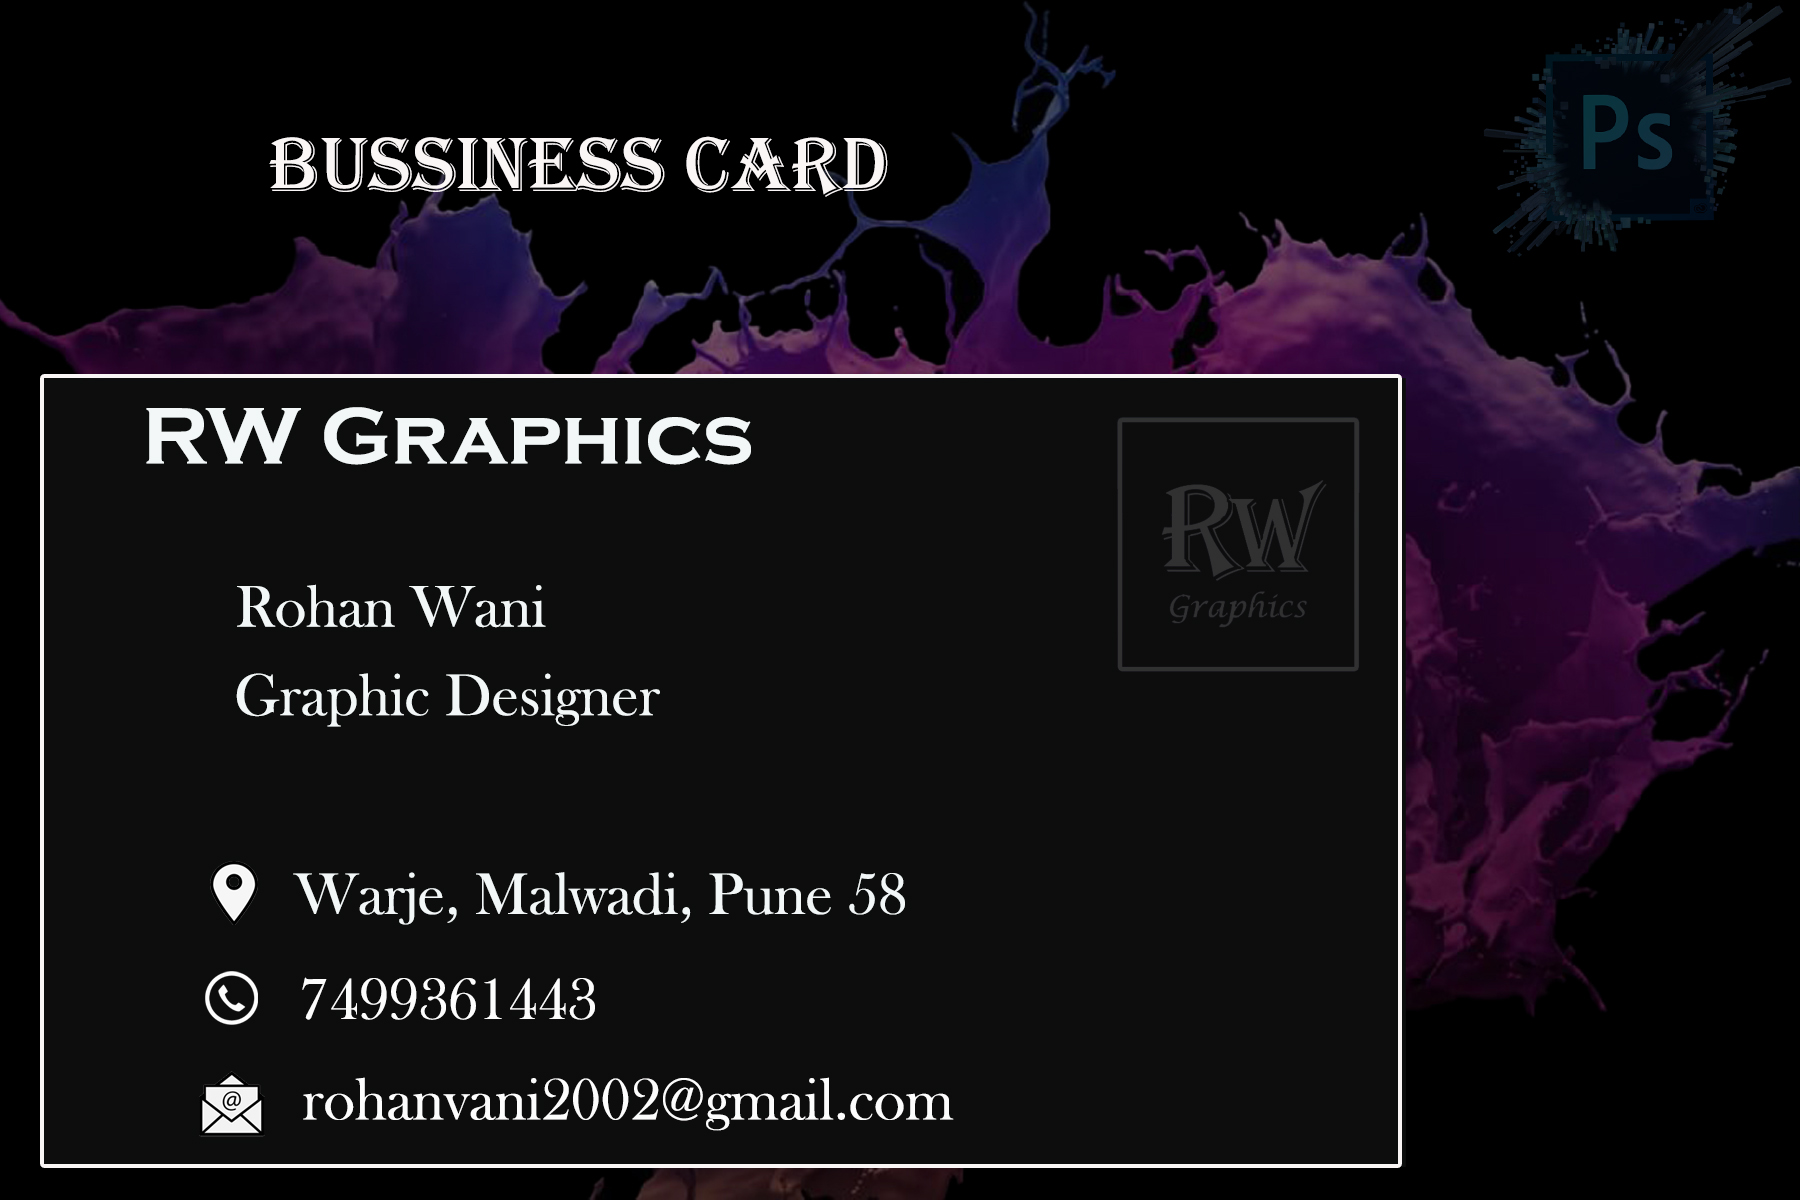 Ps
BUSSINESS CARD
RW GRAPHICS
RW
Graphics
Rohan Wani
Graphic Designer
Warje, Malwadi, Pune 58
7499361443
@
rohanvani2002@gmail.com